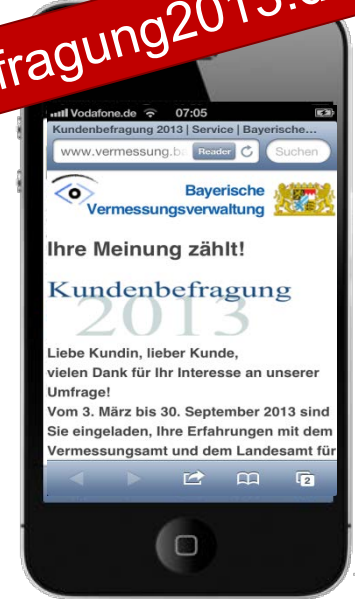 fragung2013.d
Vodafone.de 07:05
Kundenbefragung 2013 | Service | Bayerische...
www.vermessung.ba Reader Suchen
Bayerische
Vermessungsverwaltung
Ihre Meinung zählt!
Kundenbefragung
2013
Liebe Kundin, lieber Kunde,
vielen Dank für Ihr Interesse an unserer
Umfrage!
Vom 3. März bis 30. September 2013 sind
Sie eingeladen, Ihre Erfahrungen mit dem
Vermessungsamt und dem Landesamt für
2